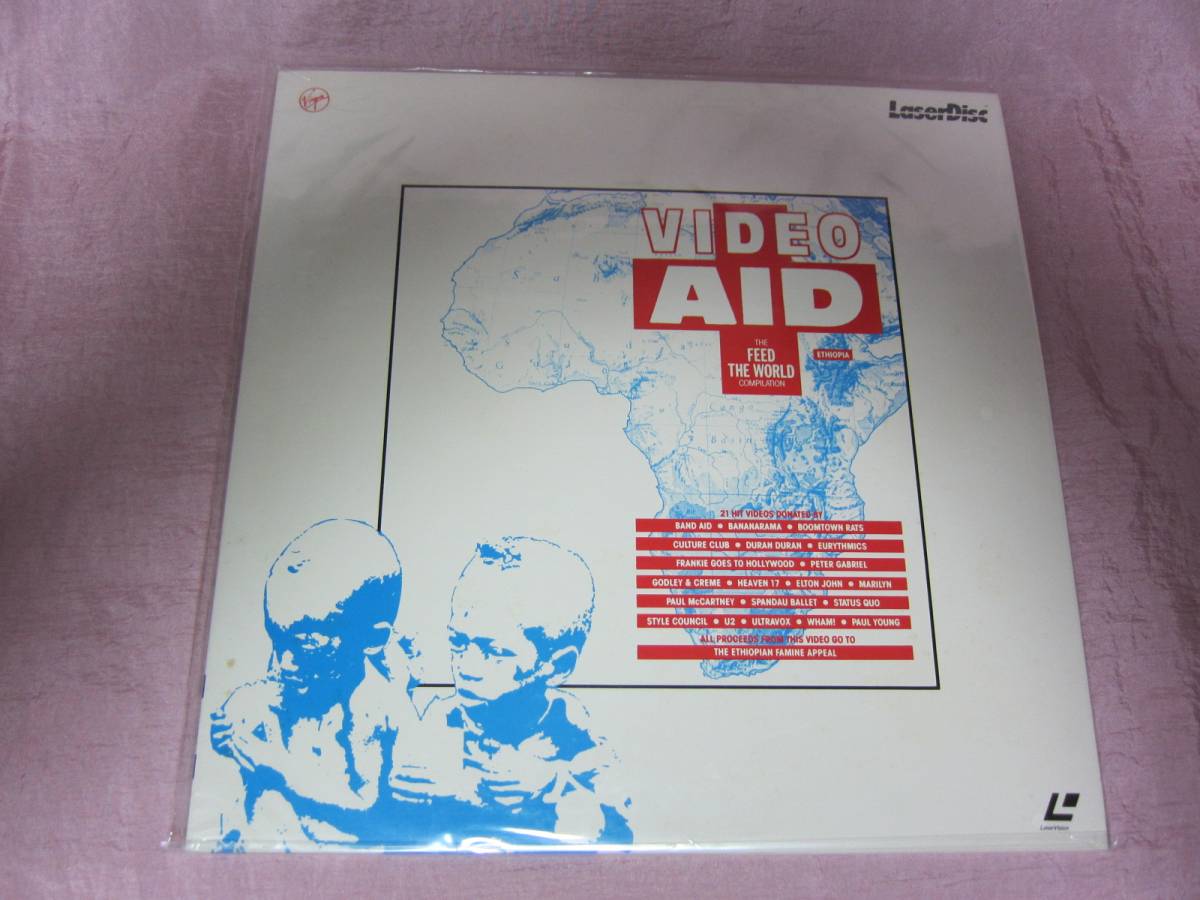 Virgin
LaserDisc
VIDEO
AID
THE
FEED
THE WORLD
COMPILATION
ETHIOPIA
Congo
Basin
21 HIT VIDEOS DONATED BY
BAND AID • BANANARAMA • BOOMTOWN RATS
CULTURE CLUB • DURAN DURAN • EURYTHMICS
FRANKIE GOES TO HOLLYWOOD • PETER GABRIEL
GODLEY & CREME • HEAVEN 17 • ELTON JOHN • MARILYN
PAUL McCARTNEY • SPANDAU BALLET • STATUS QUO
STYLE COUNCIL • U2 • ULTRAVOX • WHAM! • PAUL YOUNG
ALL PROCEEDS FROM THIS VIDEO GO TO
THE ETHIOPIAN FAMINE APPEAL
LaserVision